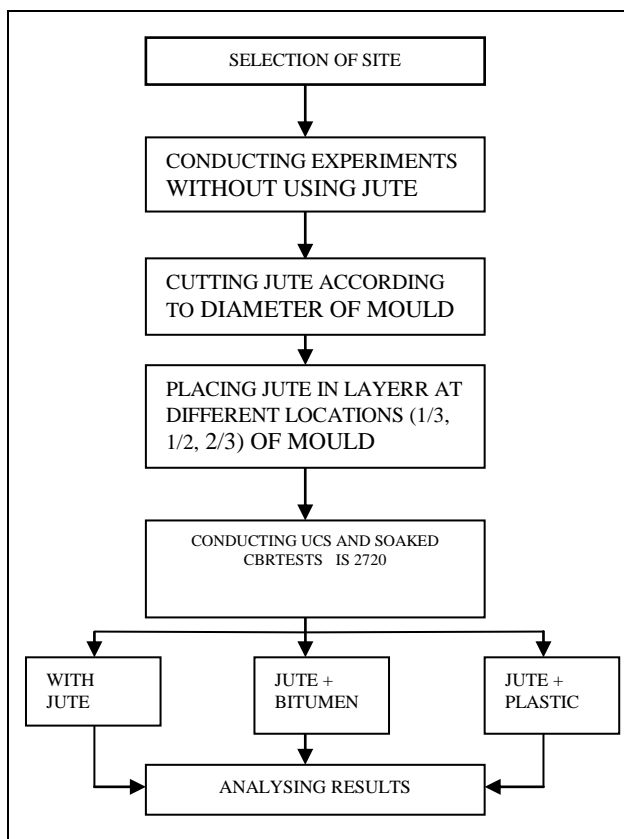 SELECTION OF SITE
CONDUCTING EXPERIMENTS
WITHOUT USING JUTE
CUTTING JUTE ACCORDING
TO DIAMETER OF MOULD
PLACING JUTE IN LAYERR AT
DIFFERENT LOCATIONS (1/3,
1/2, 2/3) OF MOULD
CONDUCTING UCS AND SOAKED
CBRTESTS IS 2720
WITH
JUTE
JUTE +
BITUMEN
JUTE +
PLASTIC
ANALYSING RESULTS